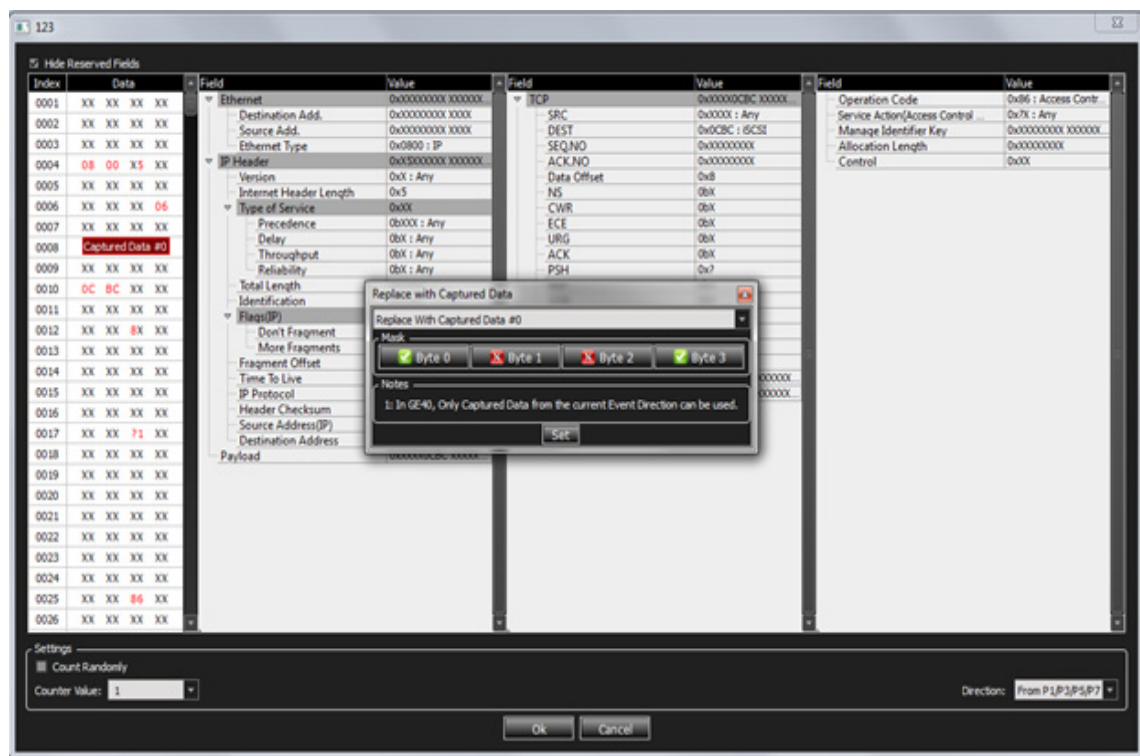 123
Hide Reserved Fields
Index Data Field Value Field Value Field Value
0001 XX XX XX XX
0002 XX XX XX XX
0003 XX XX XX XX
0004 08 00 X5 XX
0005 XX XX XX XX
0006 XX XX XX 06
0007 XX XX XX XX
0008 Captured Data #0
0009 XX XX XX XX
0010 0C BC XX XX
0011 XX XX XX XX
0012 XX XX 8X XX
0013 XX XX XX XX
0014 XX XX XX XX
0015 XX XX XX XX
0016 XX XX XX XX
0017 XX XX ?1 XX
0018 XX XX XX XX
0019 XX XX XX XX
0020 XX XX XX XX
0021 XX XX XX XX
0022 XX XX XX XX
0023 XX XX XX XX
0024 XX XX XX XX
0025 XX XX 86 XX
0026 XX XX XX XX
Ethernet
Destination Add.
Source Add.
Ethernet Type 0x0800 : IP
IP Header
Version 0xX : Any
Internet Header Length 0x5
Type of Service 0xXX
Precedence 0bXXX : Any
Delay 0bX : Any
Throughput 0bX : Any
Reliability 0bX : Any
Total Length
Identification
Flags(IP)
Don't Fragment
More Fragments
Fragment Offset
Time To Live
IP Protocol
Header Checksum
Source Address(IP)
Destination Address
Payload
TCP
SRC 0xXXXX : Any
DEST 0x0CBC : iSCSI
SEQ.NO 0xXXXXXXXX
ACK.NO 0xXXXXXXXX
Data Offset 0x8
NS 0bX
CWR 0bX
ECE 0bX
URG 0bX
ACK 0bX
PSH 0x?
Operation Code 0x86 : Access Contr...
Service Action(Access Control ... 0x?X : Any
Manage Identifier Key
Allocation Length 0xXXXXXXXX
Control 0xXX
Replace with Captured Data
Replace With Captured Data #0
Mask
Byte 0 Byte 1 Byte 2 Byte 3
Notes
1: In GE40, Only Captured Data from the current Event Direction can be used.
Set
Settings
Count Randomly
Counter Value: 1
Direction: From P1/P3/P5/P7
Ok Cancel